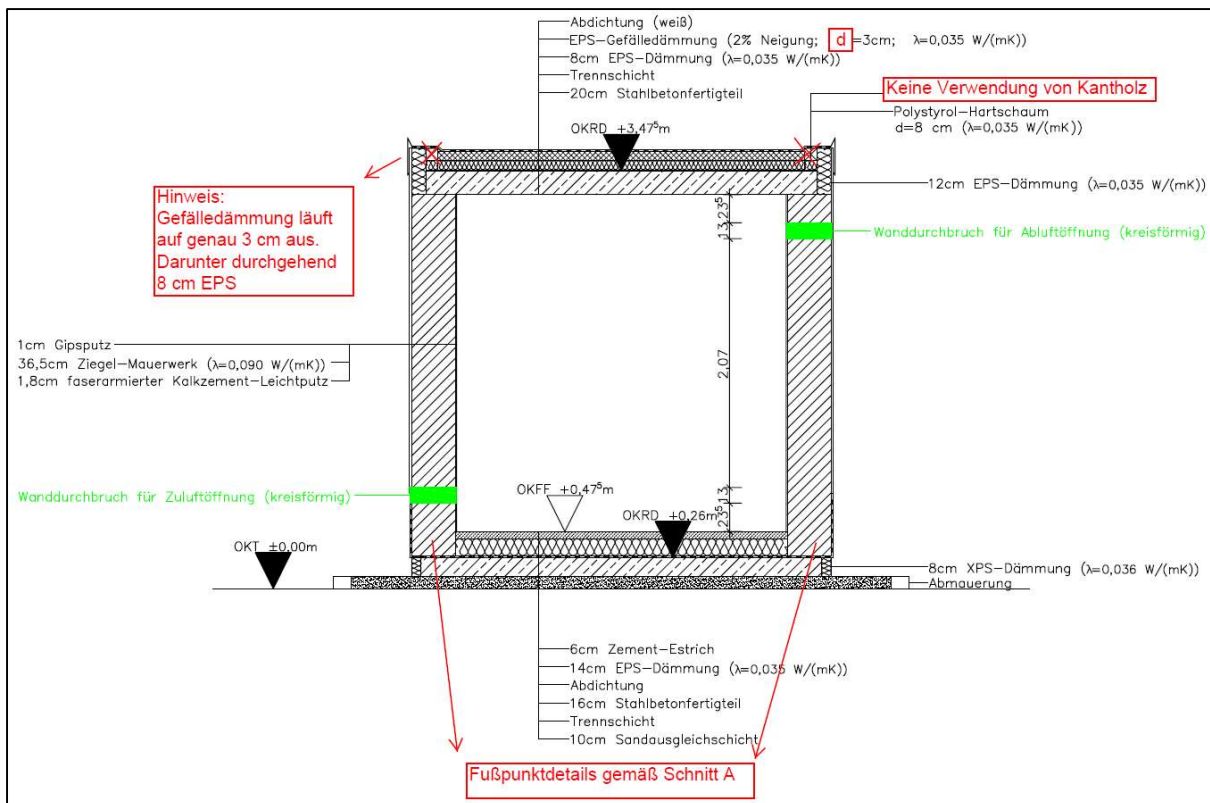 Abdichtung (weiß)
EPS-Gefälledämmung (2% Neigung; d=3cm; λ=0,035 W/(mK))
8cm EPS-Dämmung (λ=0,035 W/(mK))
Trennschicht
20cm Stahlbetonfertigteil
Keine Verwendung von Kantholz
Polystyrol-Hartschaum
d=8 cm (λ=0,035 W/(mK))
OKRD +3,47⁵m
12cm EPS-Dämmung (λ=0,035 W/(mK))
Hinweis:
Gefälledämmung läuft
auf genau 3 cm aus.
Darunter durchgehend
8 cm EPS
23⁵
13
Wanddurchbruch für Abluftöffnung (kreisförmig)
1cm Gipsputz
36,5cm Ziegel-Mauerwerk (λ=0,090 W/(mK))
1,8cm faserarmierter Kalkzement-Leichtputz
2,07
Wanddurchbruch für Zuluftöffnung (kreisförmig)
13
23⁵
OKFF +0,47⁵m
OKRD +0,26m⁵
OKT ±0,00m
8cm XPS-Dämmung (λ=0,036 W/(mK))
Abmauerung
6cm Zement-Estrich
14cm EPS-Dämmung (λ=0,035 W/(mK))
Abdichtung
16cm Stahlbetonfertigteil
Trennschicht
10cm Sandausgleichschicht
Fußpunktdetails gemäß Schnitt A